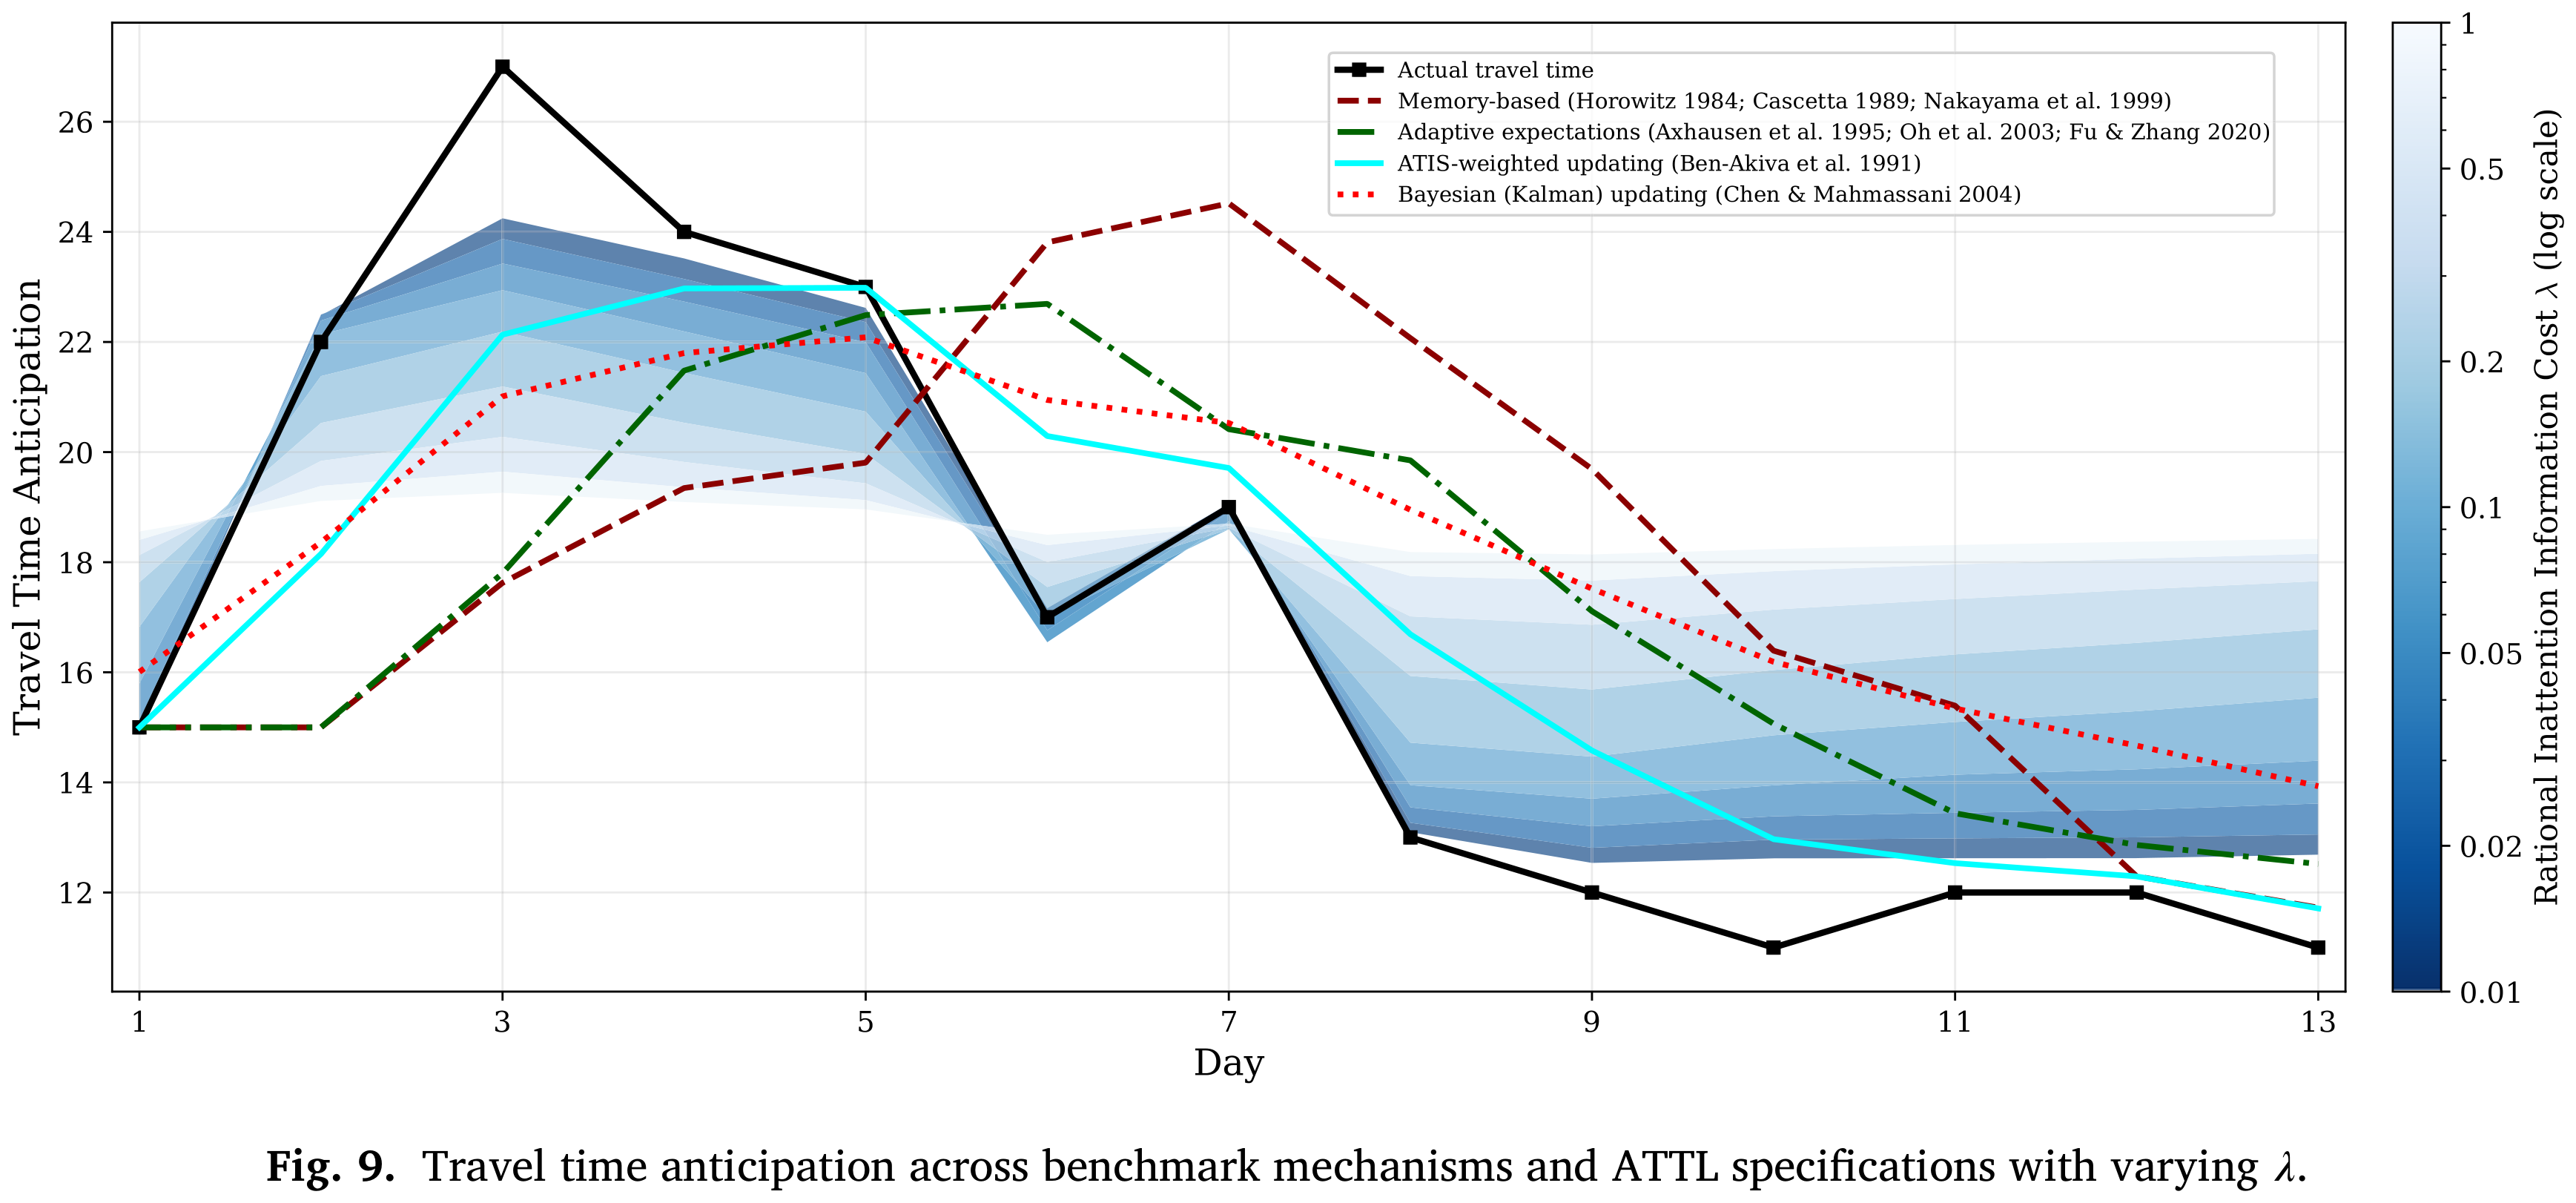 Travel Time Anticipation
26
24
22
20
18
16
14
12
1 3 5 7 9 11 13
Day
Actual travel time
Memory-based (Horowitz 1984; Cascetta 1989; Nakayama et al. 1999)
Adaptive expectations (Axhausen et al. 1995; Oh et al. 2003; Fu & Zhang 2020)
ATIS-weighted updating (Ben-Akiva et al. 1991)
Bayesian (Kalman) updating (Chen & Mahmassani 2004)
1
0.5
0.2
0.1
0.05
0.02
0.01
Rational Inattention Information Cost λ (log scale)
Fig. 9. Travel time anticipation across benchmark mechanisms and ATTL specifications with varying λ.